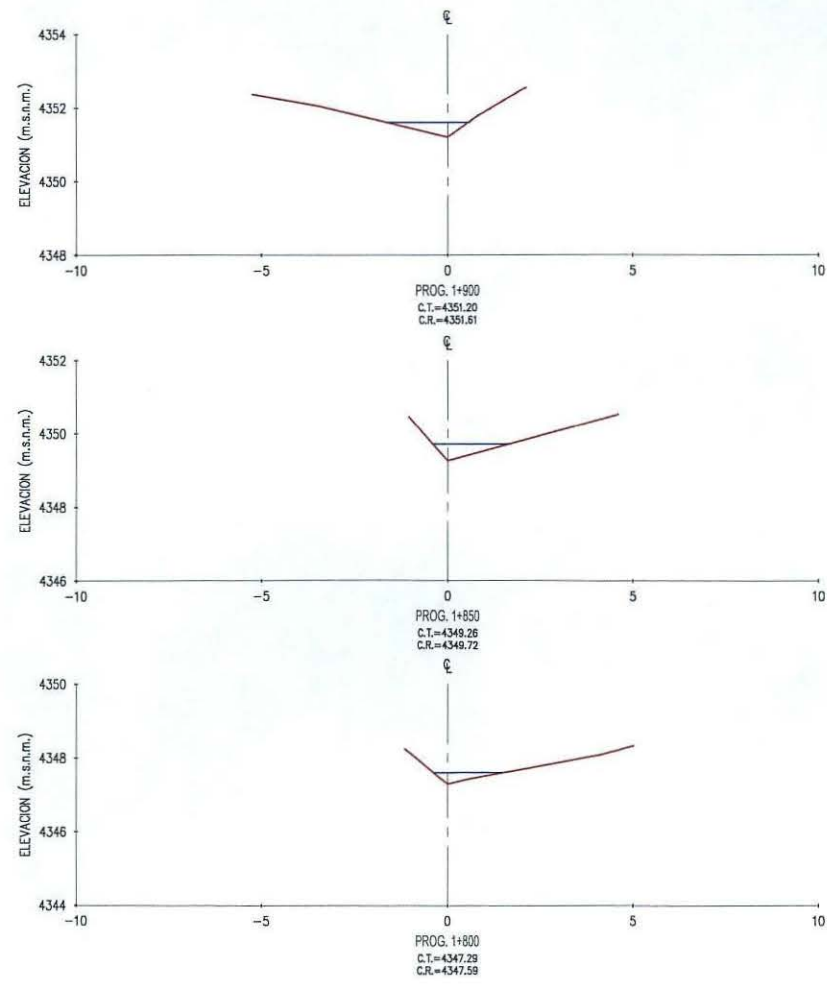 ℄
4354
4352
4350
4348
ELEVACION (m.s.n.m.)
-10 -5 0 5 10
PROG. 1+900
C.T.=4351.20
C.R.=4351.61
℄
4352
4350
4348
4346
ELEVACION (m.s.n.m.)
-10 -5 0 5 10
PROG. 1+850
C.T.=4349.26
C.R.=4349.72
℄
4350
4348
4346
4344
ELEVACION (m.s.n.m.)
-10 -5 0 5 10
PROG. 1+800
C.T.=4347.29
C.R.=4347.59